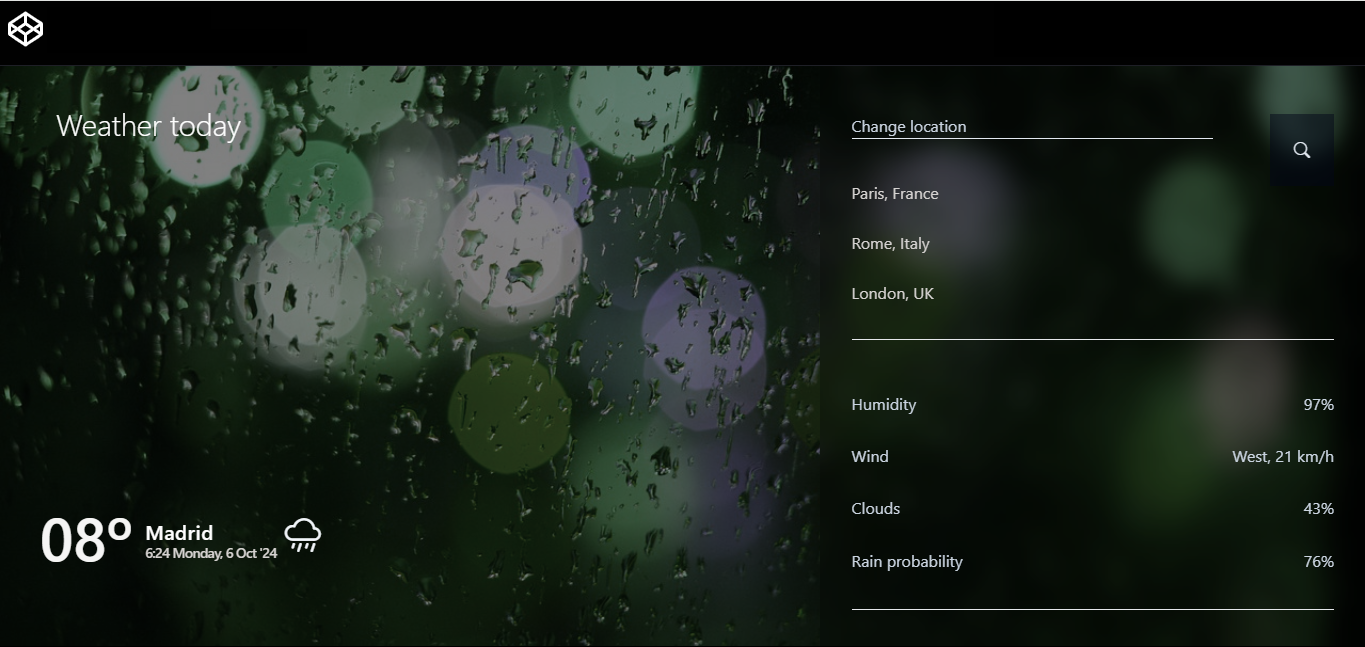 Weather today
08º
Madrid
6:24 Monday, 6 Oct '24
Change location
Paris, France
Rome, Italy
London, UK
Humidity 97%
Wind West, 21 km/h
Clouds 43%
Rain probability 76%